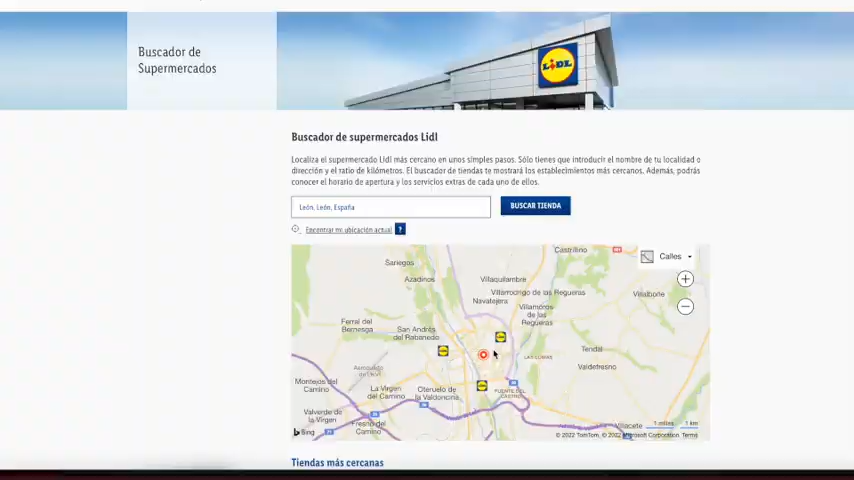 Buscador de
Supermercados
LIDL
Buscador de supermercados Lidl
Localiza el supermercado Lidl más cercano en unos simples pasos. Sólo tienes que introducir el nombre de tu localidad o
dirección y el ratio de kilómetros. El buscador de tiendas te mostrará los establecimientos más cercanos. Además, podrás
conocer el horario de apertura y los servicios extras de cada uno de ellos.
León, León, España
BUSCAR TIENDA
Encontrar mi ubicación actual
?
Castrillino
Calles
Sariegos
Azadinos
Villaquilambre
Villarrodrigo de las Regueras
Navatejera
Villalboñe
Villamoros
de las
Regueras
Ferral del
Bernesga
San Andrés
del Rabanedo
Tendal
Valdefresno
LAS LOMAS
Montejos del
Camino
La Virgen
del Camino
Oteruelo de
la Valdoncina
PUENTE DEL
CASTRO
Valverde de
la Virgen
Fresno del
Camino
Bing
1 miles
1 km
© 2022 TomTom, © 2022 Microsoft Corporation Terms
Tiendas más cercanas